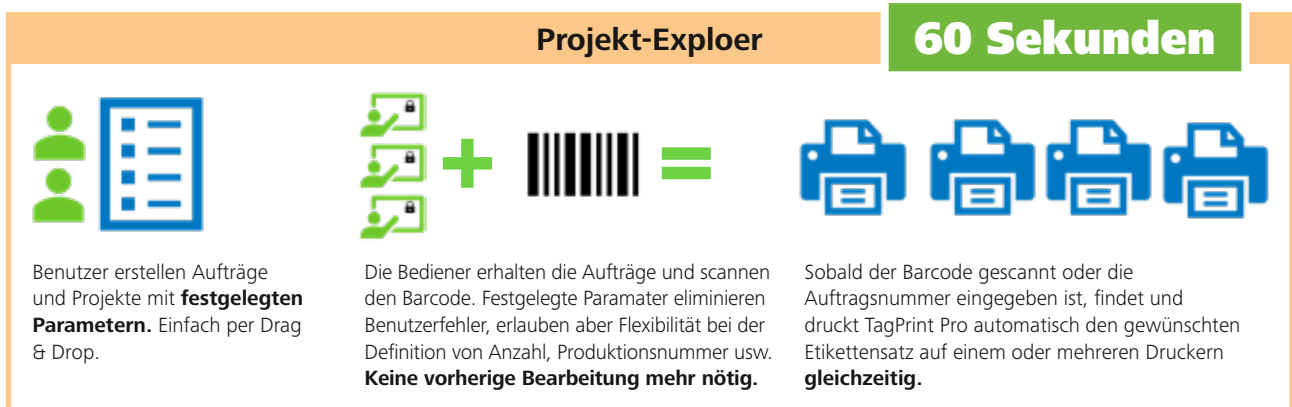 Projekt-Exploer
60 Sekunden
Benutzer erstellen Aufträge
und Projekte mit festgelegten
Parametern. Einfach per Drag
& Drop.
Die Bediener erhalten die Aufträge und scannen
den Barcode. Festgelegte Paramater eliminieren
Benutzerfehler, erlauben aber Flexibilität bei der
Definition von Anzahl, Produktionsnummer usw.
Keine vorherige Bearbeitung mehr nötig.
Sobald der Barcode gescannt oder die
Auftragsnummer eingegeben ist, findet und
druckt TagPrint Pro automatisch den gewünschten
Etikettensatz auf einem oder mehreren Druckern
gleichzeitig.